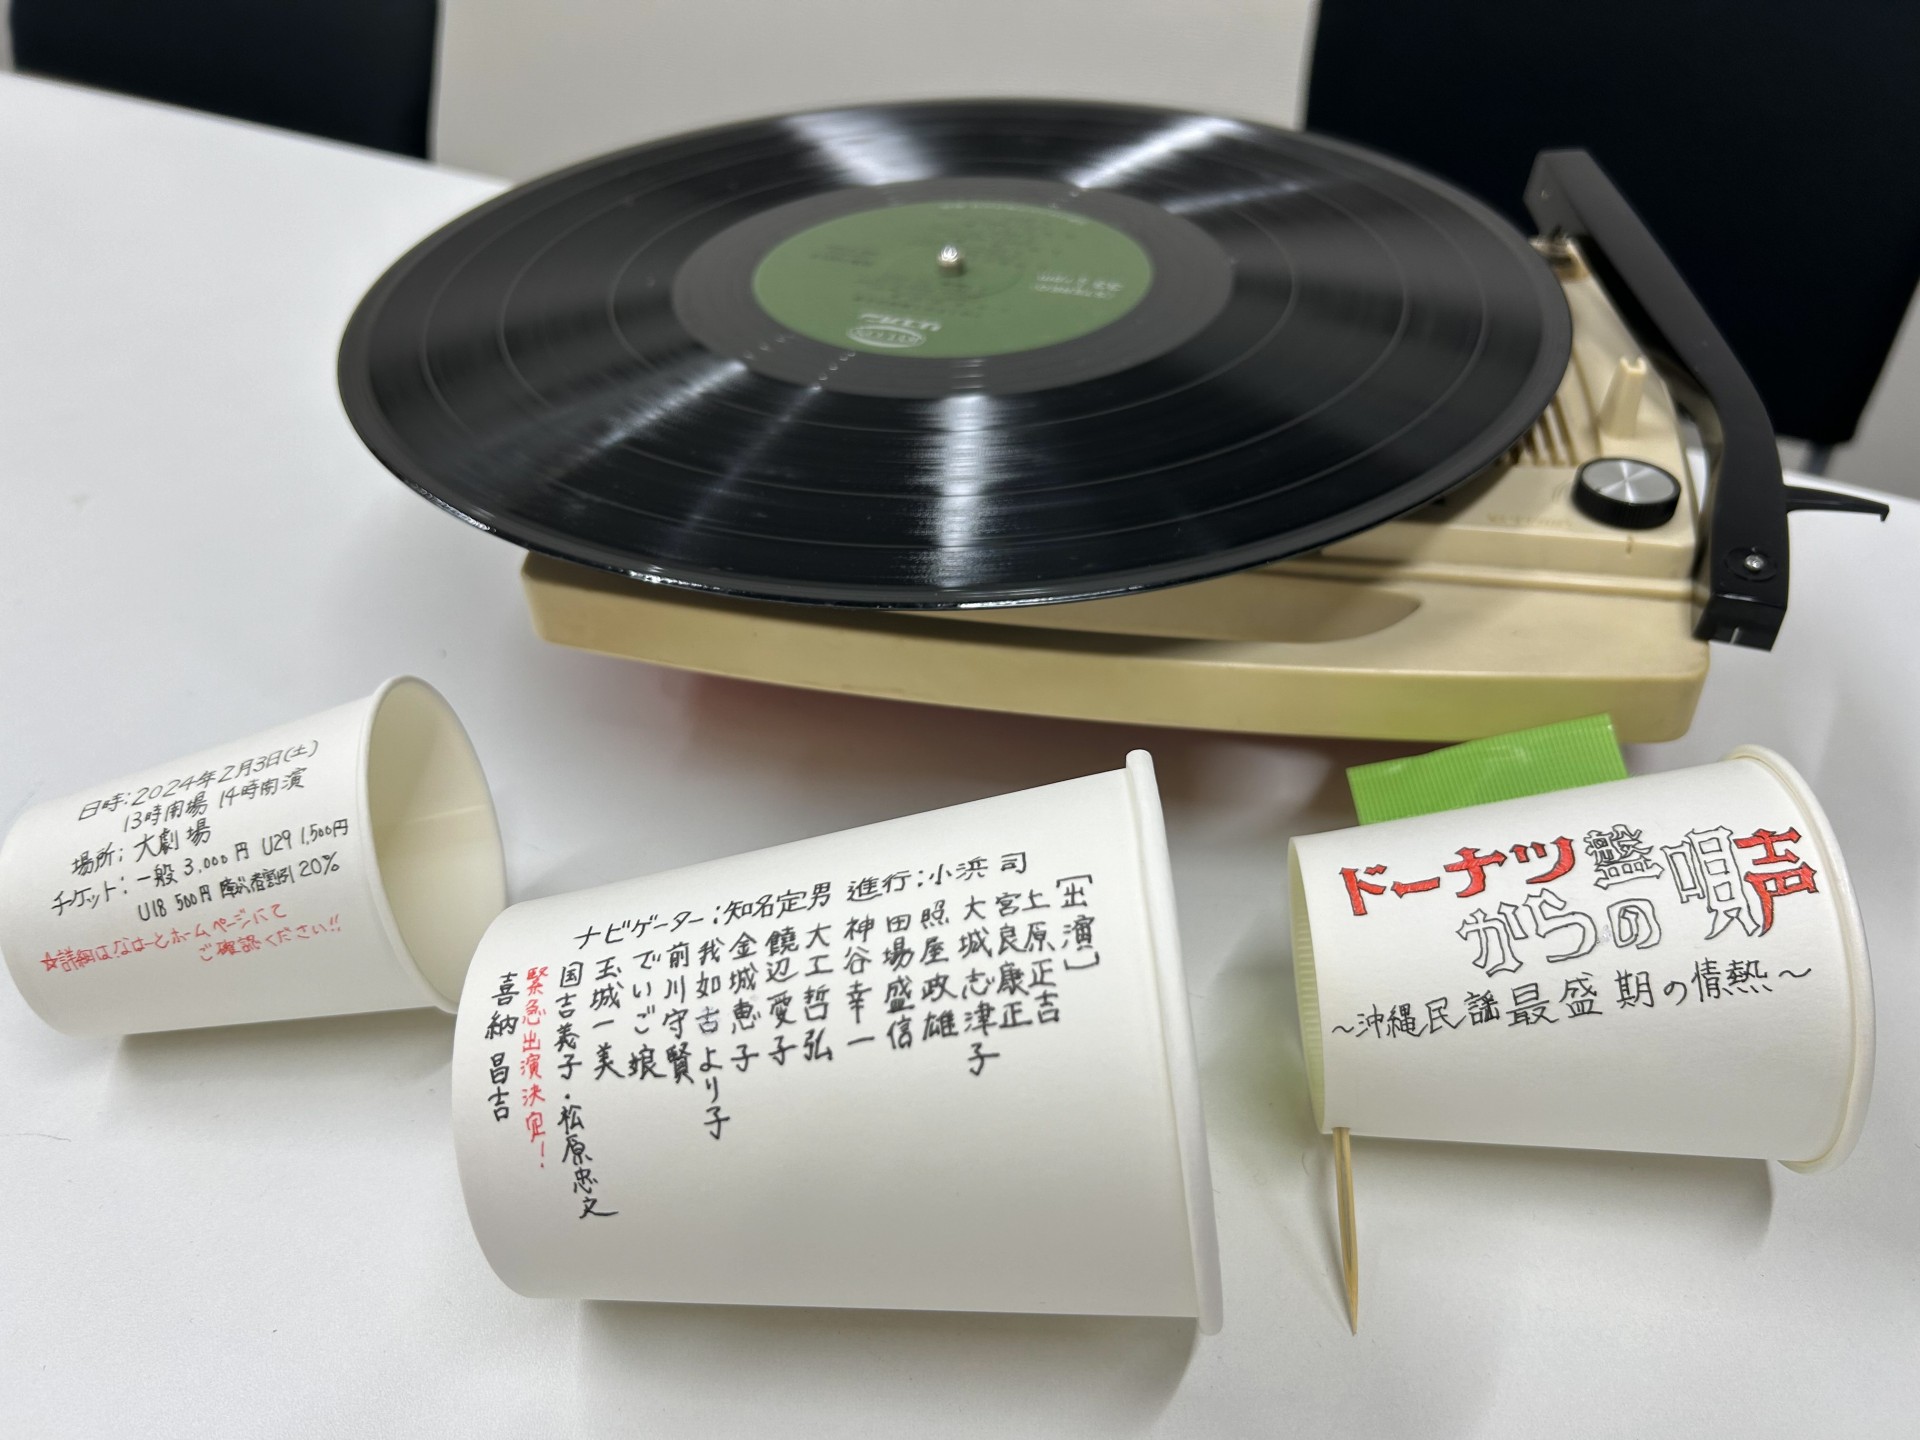 日時:2024年2月3日(土)
13時開場 14時開演
場所:大劇場
チケット:一般3,000円 U29 1,500円
U18 500円 障がい者割引20%
☆詳細はなはーとホームページにて
ご確認ください!!
ナビゲーター:知名定男 進行:小浜 司
[出演]
上原正吉
宮良康正
大城志津子
照屋政雄
田場盛信
神谷幸一
大工哲弘
饒辺愛子
金城恵子
我如古より子
前川守賢
でいご娘
玉城一美
国吉美子・松原忠文
緊急出演決定!
喜納昌吉
ドーナツ盤
からの唄声
〜沖縄民謡最盛期の情熱〜